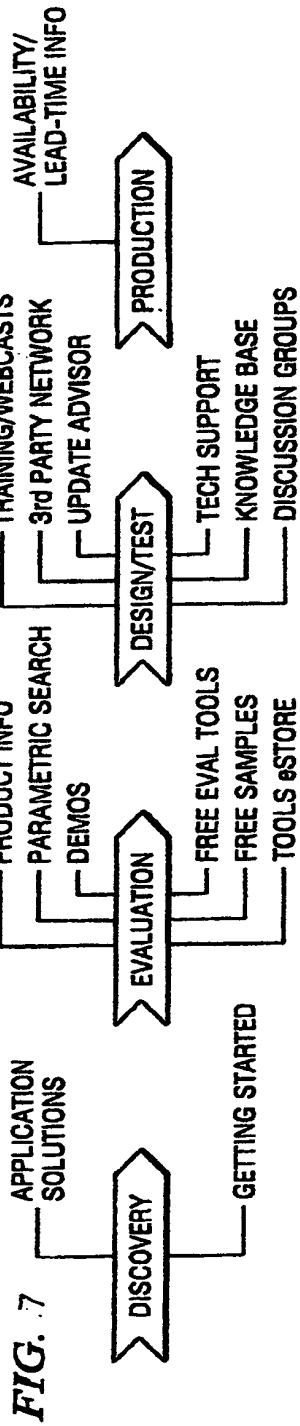 FIG. 7
APPLICATION
SOLUTIONS
DISCOVERY
GETTING STARTED
PRODUCT INFO
PARAMETRIC SEARCH
DEMOS
EVALUATION
FREE EVAL TOOLS
FREE SAMPLES
TOOLS eSTORE
TRAINING/WEBCASTS
3rd PARTY NETWORK
UPDATE ADVISOR
DESIGN/TEST
TECH SUPPORT
KNOWLEDGE BASE
DISCUSSION GROUPS
AVAILABILITY/
LEAD-TIME INFO
PRODUCTION